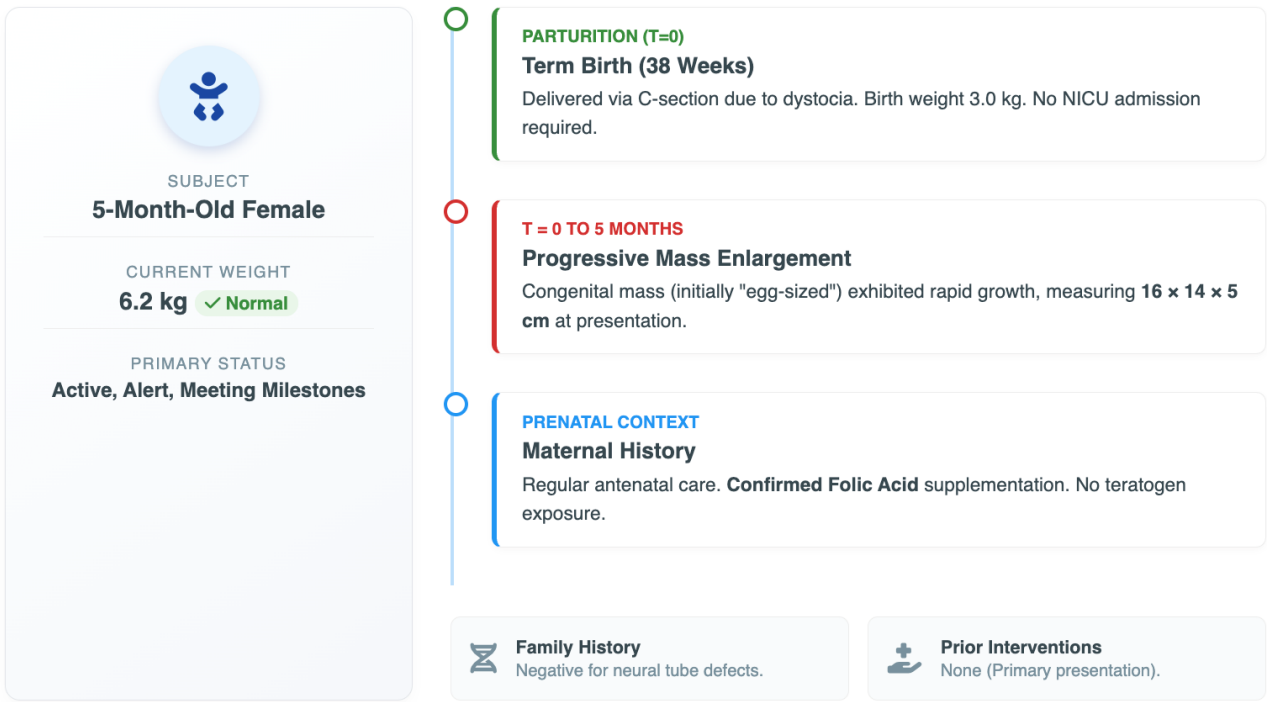 SUBJECT
5-Month-Old Female
CURRENT WEIGHT
6.2 kg ✓ Normal
PRIMARY STATUS
Active, Alert, Meeting Milestones
PARTURITION (T=0)
Term Birth (38 Weeks)
Delivered via C-section due to dystocia. Birth weight 3.0 kg. No NICU admission
required.
T = 0 TO 5 MONTHS
Progressive Mass Enlargement
Congenital mass (initially "egg-sized") exhibited rapid growth, measuring 16 × 14 × 5
cm at presentation.
PRENATAL CONTEXT
Maternal History
Regular antenatal care. Confirmed Folic Acid supplementation. No teratogen
exposure.
Family History
Negative for neural tube defects.
Prior Interventions
None (Primary presentation).